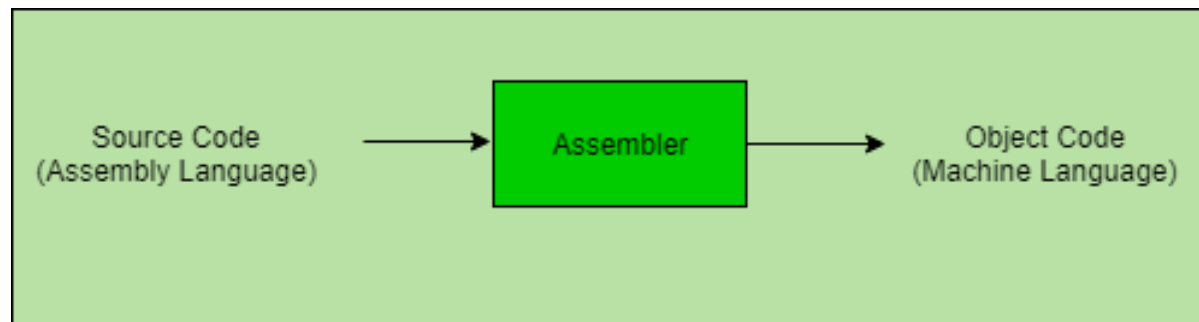 Source Code
(Assembly Language)
Assembler
Object Code
(Machine Language)